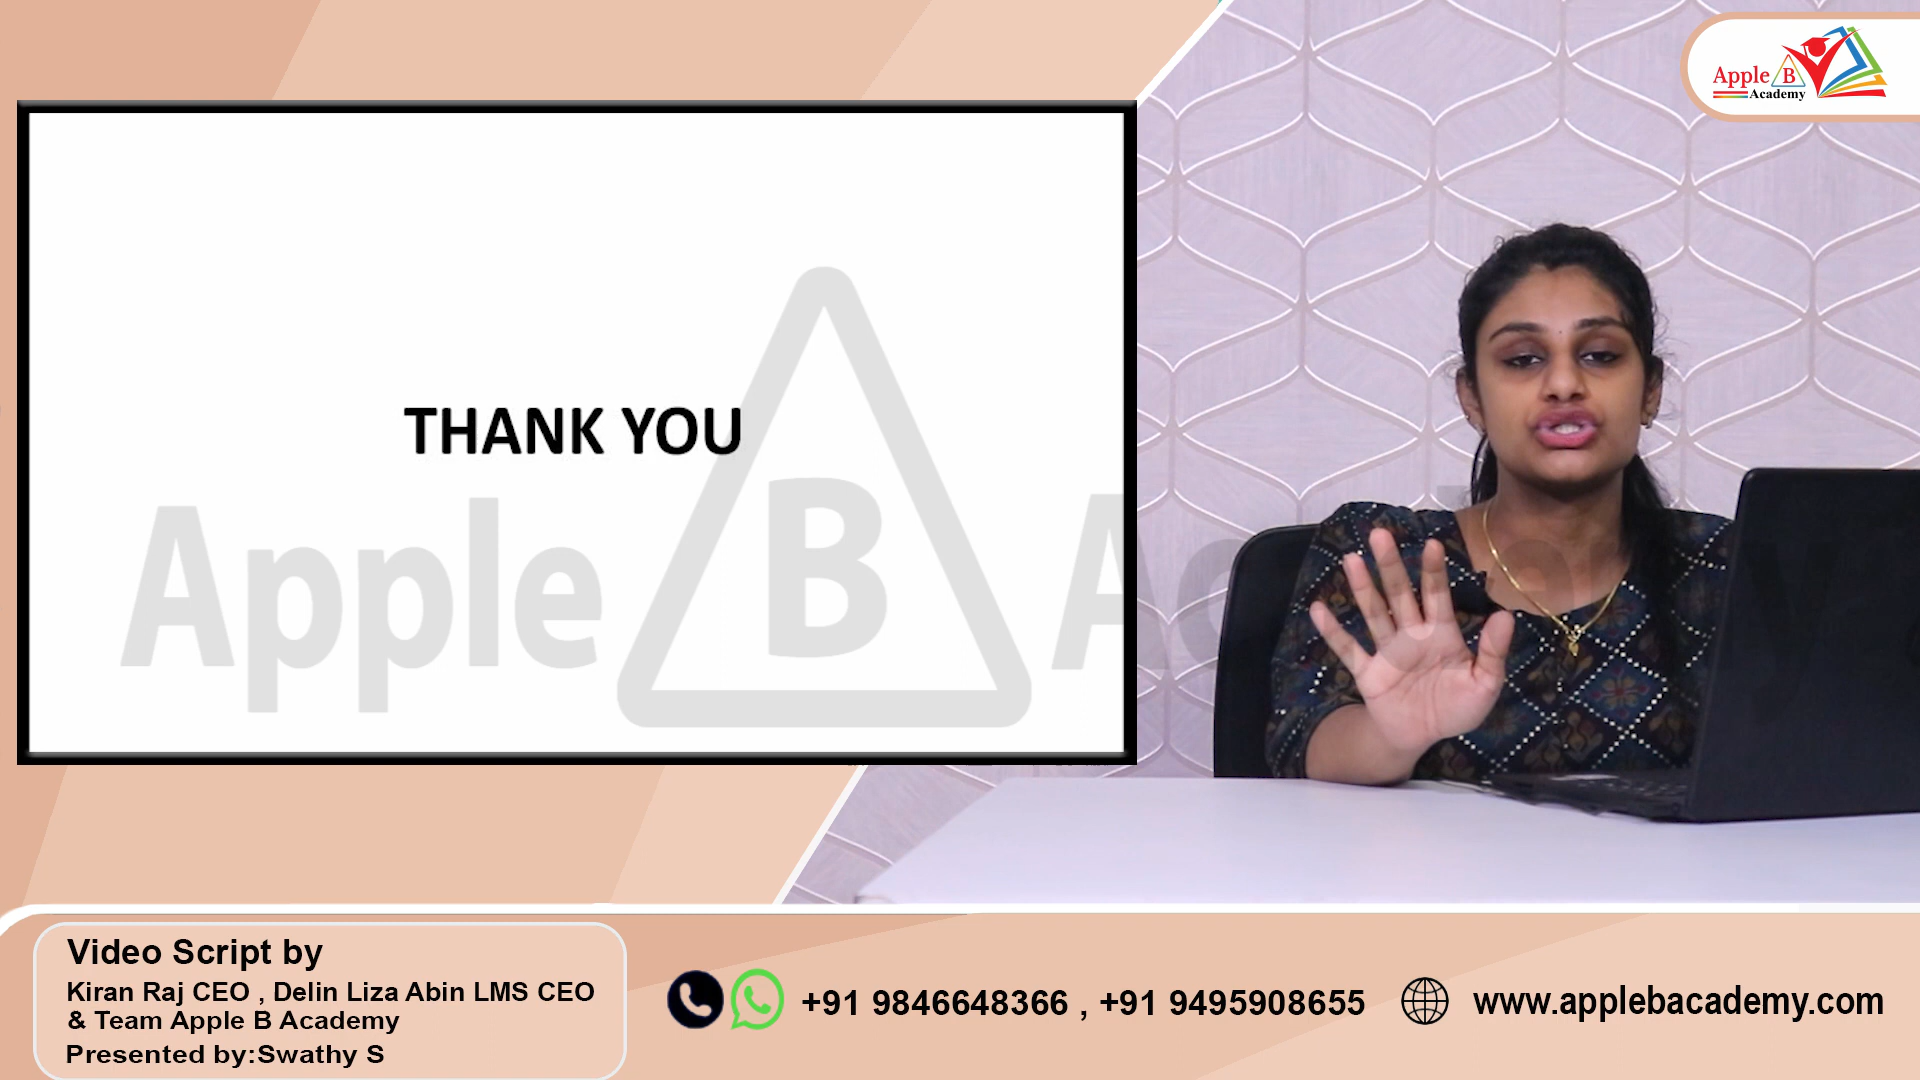 Apple B
Academy
THANK YOU
Apple B Academy
Video Script by
Kiran Raj CEO , Delin Liza Abin LMS CEO
& Team Apple B Academy
Presented by:Swathy S
+91 9846648366 , +91 9495908655
www.applebacademy.com